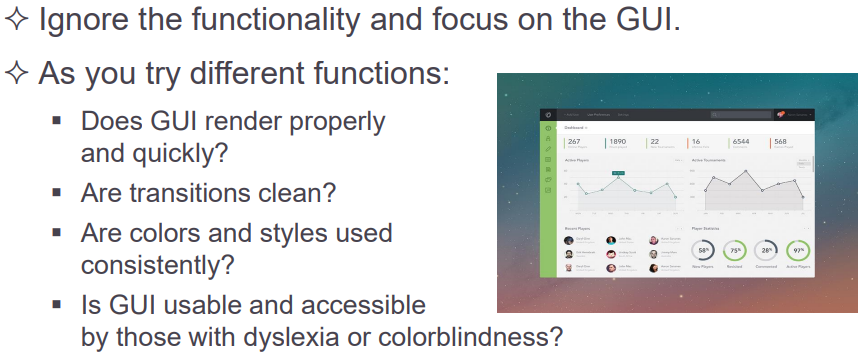 ✧ Ignore the functionality and focus on the GUI.
✧ As you try different functions:
▪ Does GUI render properly
and quickly?
▪ Are transitions clean?
▪ Are colors and styles used
consistently?
▪ Is GUI usable and accessible
by those with dyslexia or colorblindness?
Dashboard
267 1890 22 16 6544 568
Active Players Active Tournaments
Recent Players Player Statistics
58% 75% 28% 97%
New Players Retained Active Players